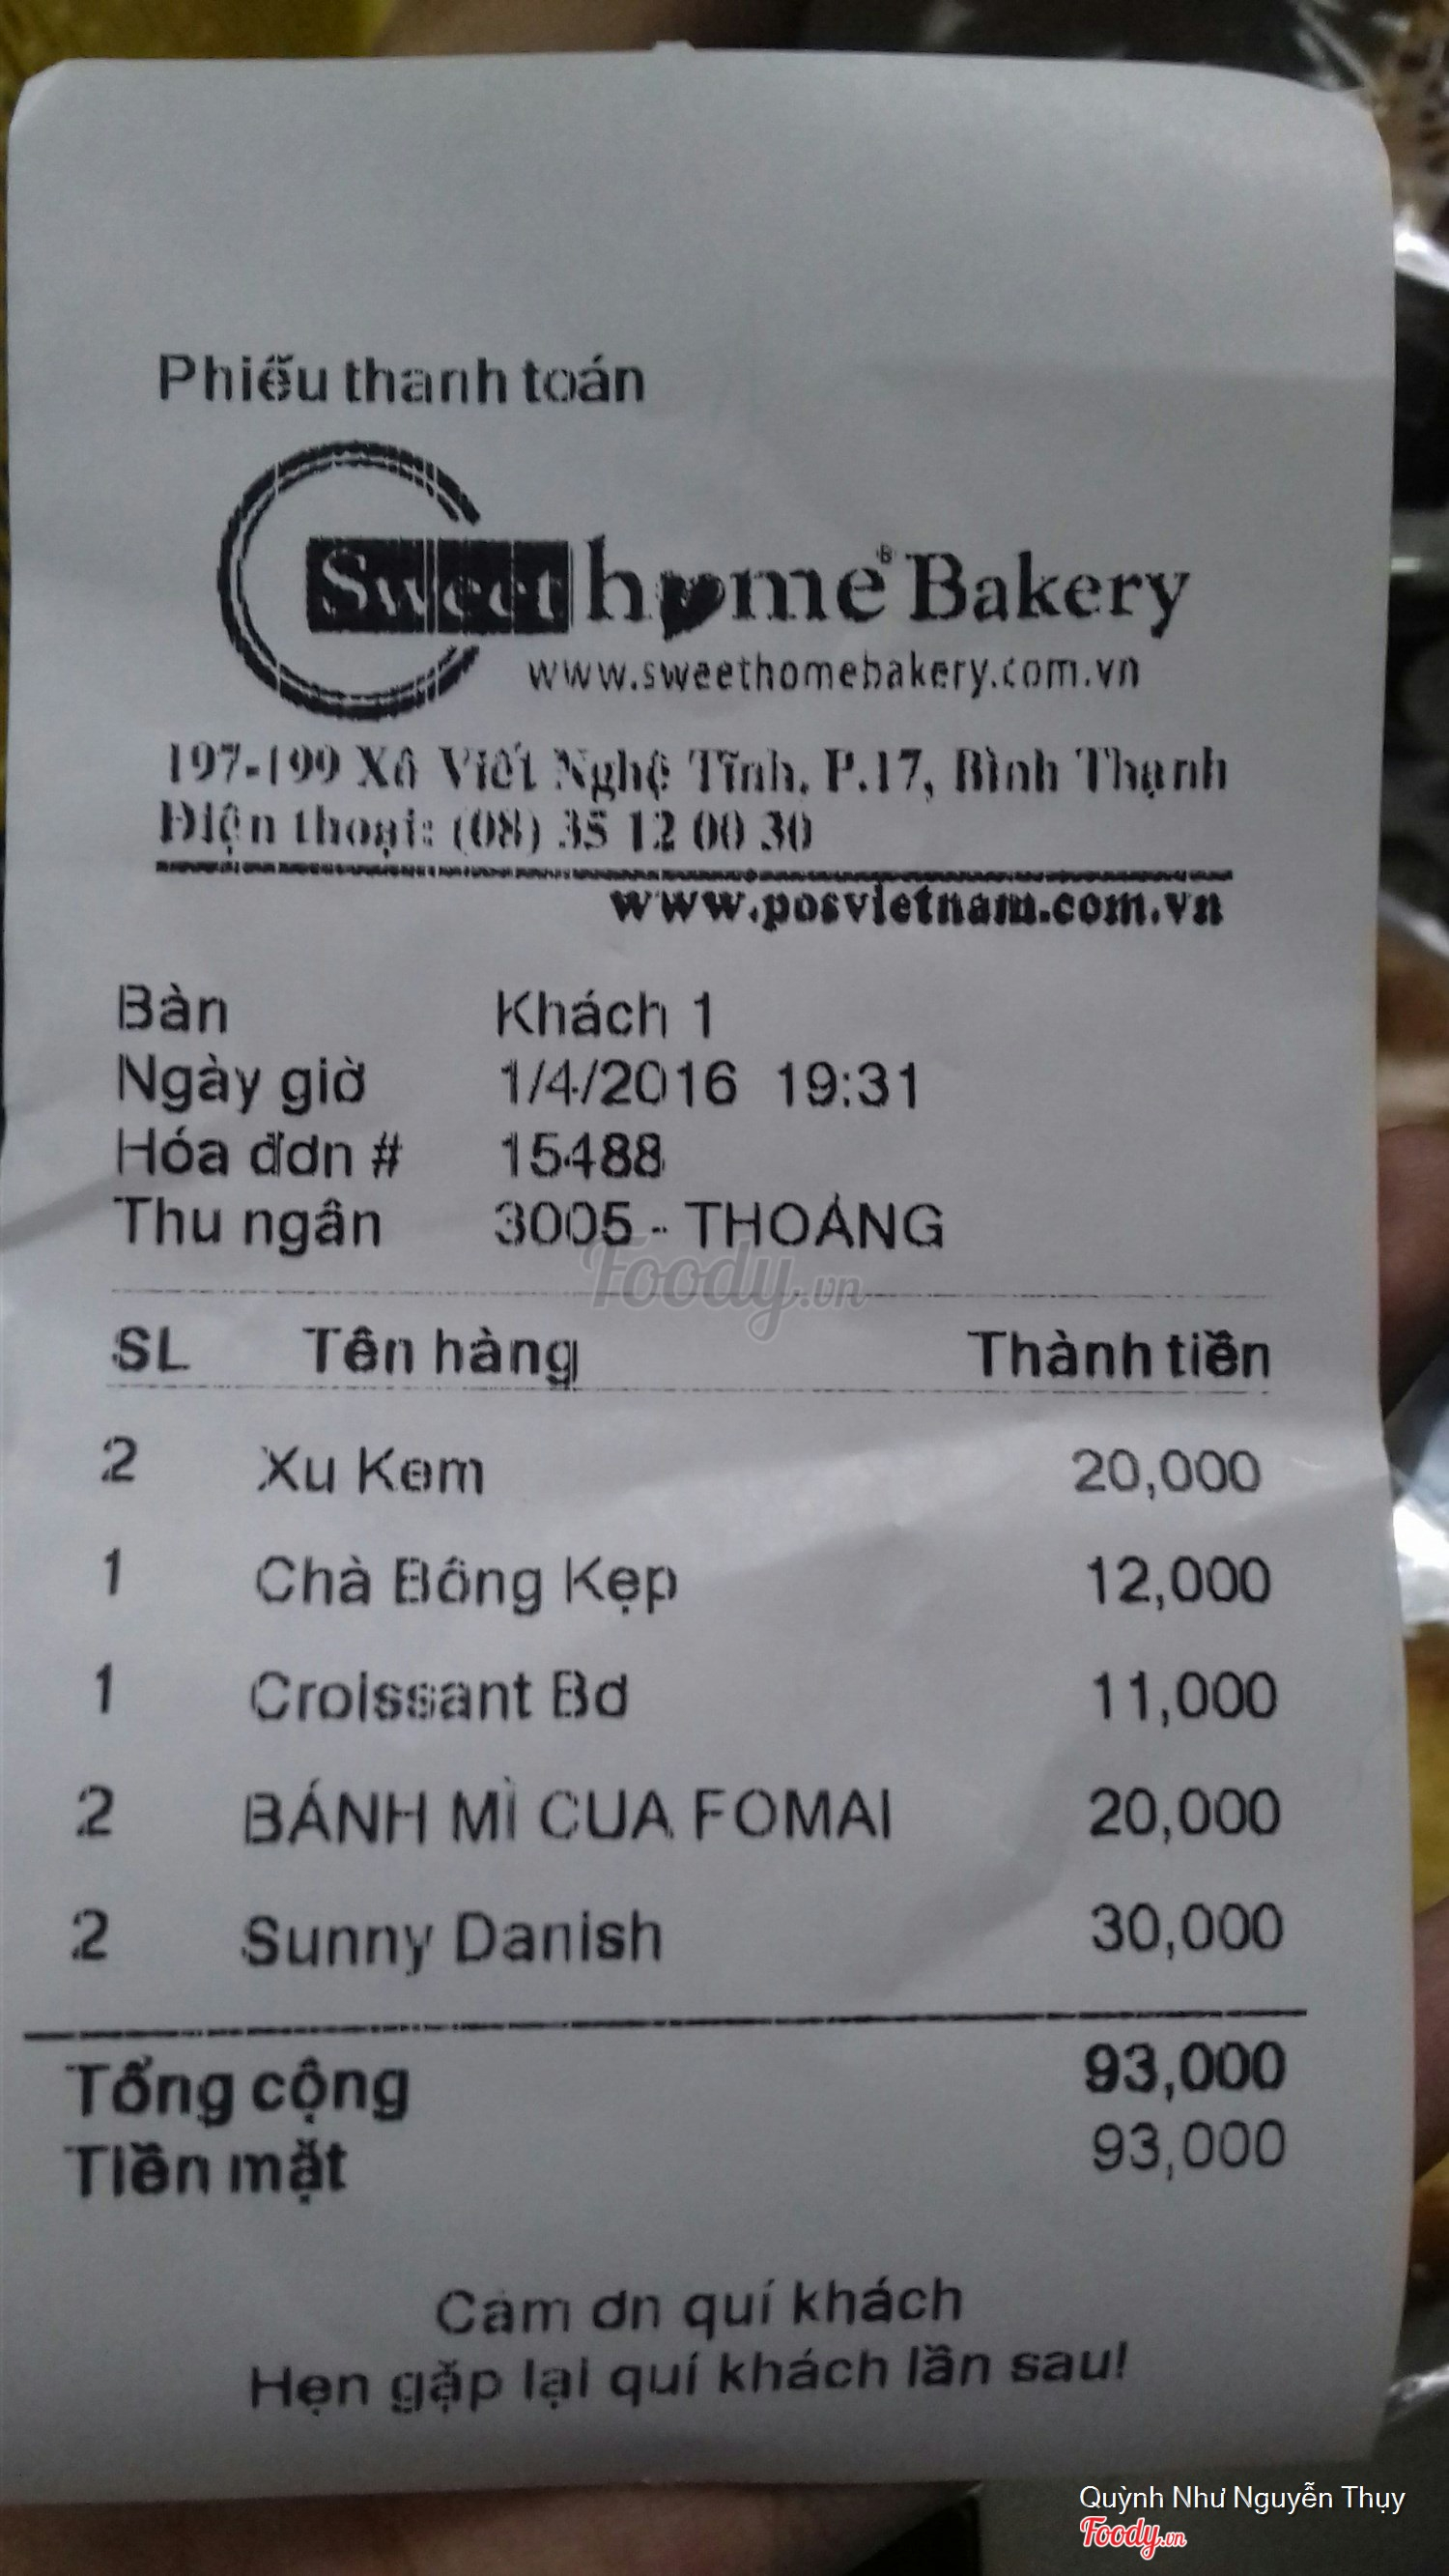 Phiếu thanh toán
Sweet home® Bakery
www.sweethomebakery.com.vn
197-199 Xô Viết Nghệ Tĩnh, P.17, Bình Thạnh
Điện thoại: (08) 35 12 00 30
www.posvietnam.com.vn
Bàn Khách 1
Ngày giờ 1/4/2016 19:31
Hóa đơn # 15488
Thu ngân 3005 - THOẢNG
Foody.vn
SL Tên hàng Thành tiền
2 Xu Kem 20,000
1 Chà Bông Kẹp 12,000
1 Croissant Bd 11,000
2 BÁNH MÌ CUA FOMAI 20,000
2 Sunny Danish 30,000
Tổng cộng 93,000
Tiền mặt 93,000
Cảm ơn quí khách
Hẹn gặp lại quí khách lần sau!
Quỳnh Như Nguyễn Thụy
Foody.vn